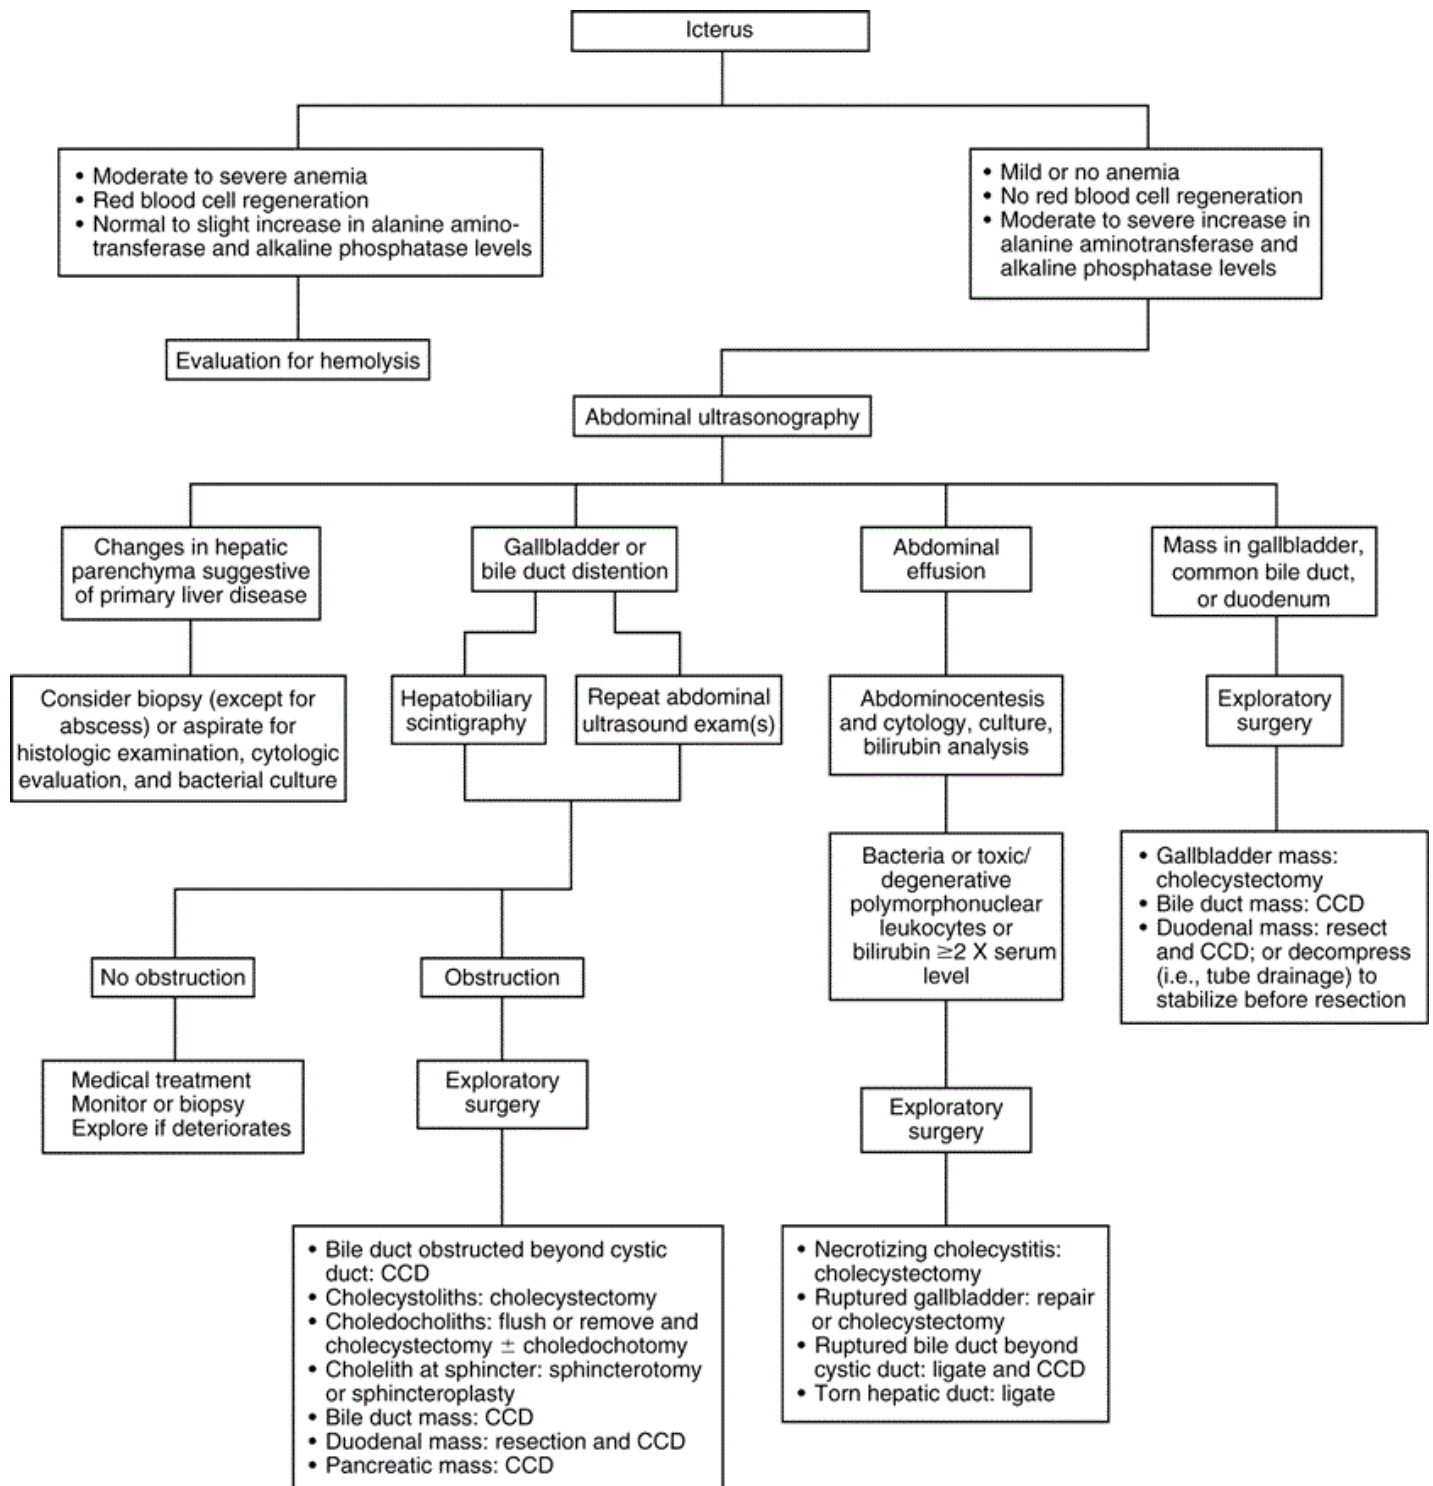 Icterus
• Moderate to severe anemia
• Red blood cell regeneration
• Normal to slight increase in alanine amino-
transferase and alkaline phosphatase levels
• Mild or no anemia
• No red blood cell regeneration
• Moderate to severe increase in
alanine aminotransferase and
alkaline phosphatase levels
Evaluation for hemolysis
Abdominal ultrasonography
Changes in hepatic
parenchyma suggestive
of primary liver disease
Gallbladder or
bile duct distention
Abdominal
effusion
Mass in gallbladder,
common bile duct,
or duodenum
Consider biopsy (except for
abscess) or aspirate for
histologic examination, cytologic
evaluation, and bacterial culture
Hepatobiliary
scintigraphy
Repeat abdominal
ultrasound exam(s)
Abdominocentesis
and cytology, culture,
bilirubin analysis
Exploratory
surgery
Bacteria or toxic/
degenerative
polymorphonuclear
leukocytes or
bilirubin ≥2 X serum
level
• Gallbladder mass:
cholecystectomy
• Bile duct mass: CCD
• Duodenal mass: resect
and CCD; or decompress
(i.e., tube drainage) to
stabilize before resection
No obstruction
Obstruction
Medical treatment
Monitor or biopsy
Explore if deteriorates
Exploratory
surgery
Exploratory
surgery
• Bile duct obstructed beyond cystic
duct: CCD
• Cholecystoliths: cholecystectomy
• Choledocholiths: flush or remove and
cholecystectomy ± choledochotomy
• Cholelith at sphincter: sphincterotomy
or sphincteroplasty
• Bile duct mass: CCD
• Duodenal mass: resection and CCD
• Pancreatic mass: CCD
• Necrotizing cholecystitis:
cholecystectomy
• Ruptured gallbladder: repair
or cholecystectomy
• Ruptured bile duct beyond
cystic duct: ligate and CCD
• Torn hepatic duct: ligate